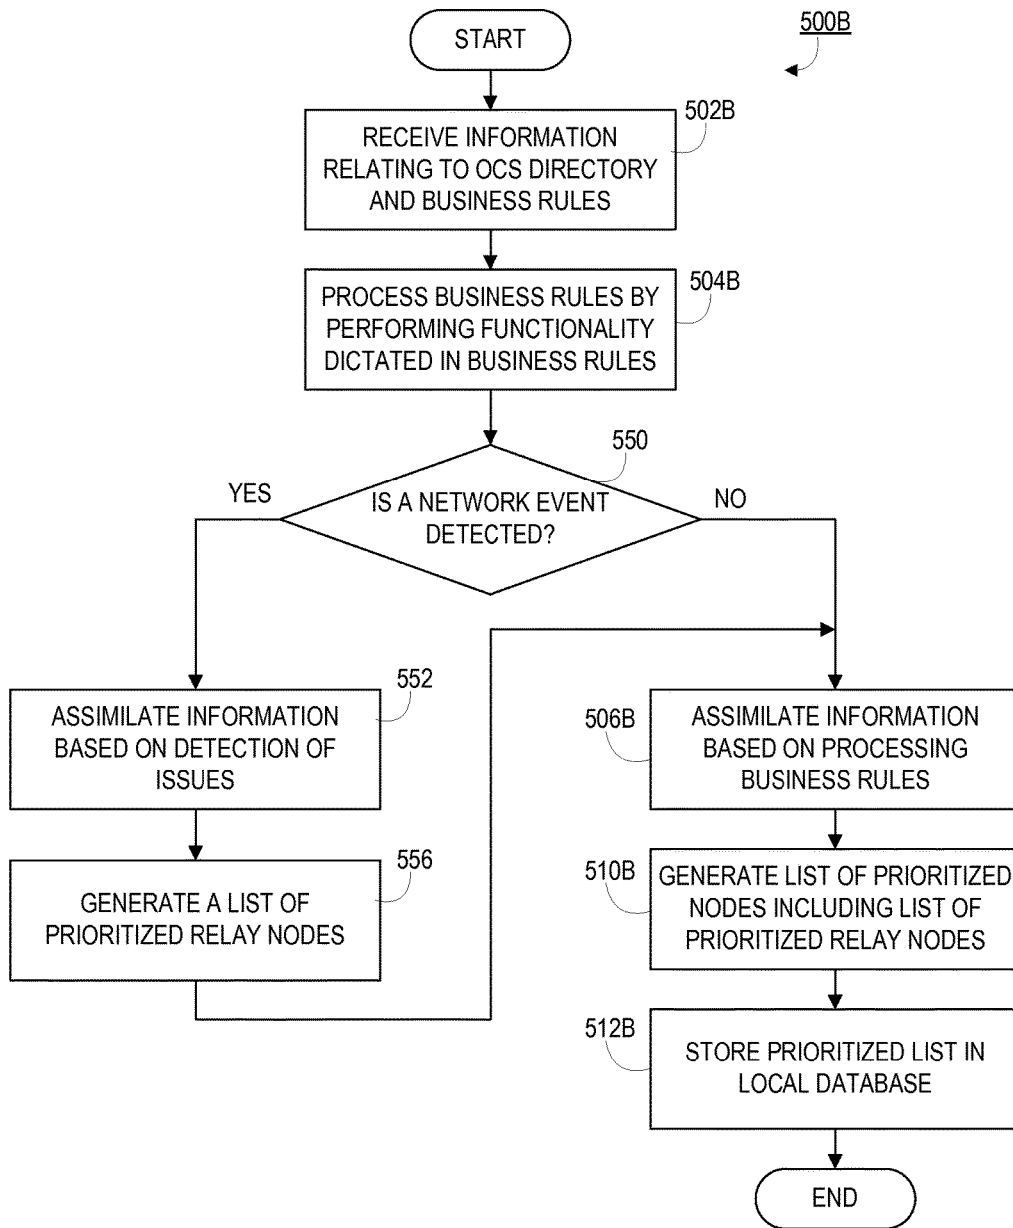 START
500B
502B
RECEIVE INFORMATION
RELATING TO OCS DIRECTORY
AND BUSINESS RULES
504B
PROCESS BUSINESS RULES BY
PERFORMING FUNCTIONALITY
DICTATED IN BUSINESS RULES
550
YES
IS A NETWORK EVENT
DETECTED?
NO
552
ASSIMILATE INFORMATION
BASED ON DETECTION OF
ISSUES
556
GENERATE A LIST OF
PRIORITIZED RELAY NODES
506B
ASSIMILATE INFORMATION
BASED ON PROCESSING
BUSINESS RULES
510B
GENERATE LIST OF PRIORITIZED
NODES INCLUDING LIST OF
PRIORITIZED RELAY NODES
512B
STORE PRIORITIZED LIST IN
LOCAL DATABASE
END